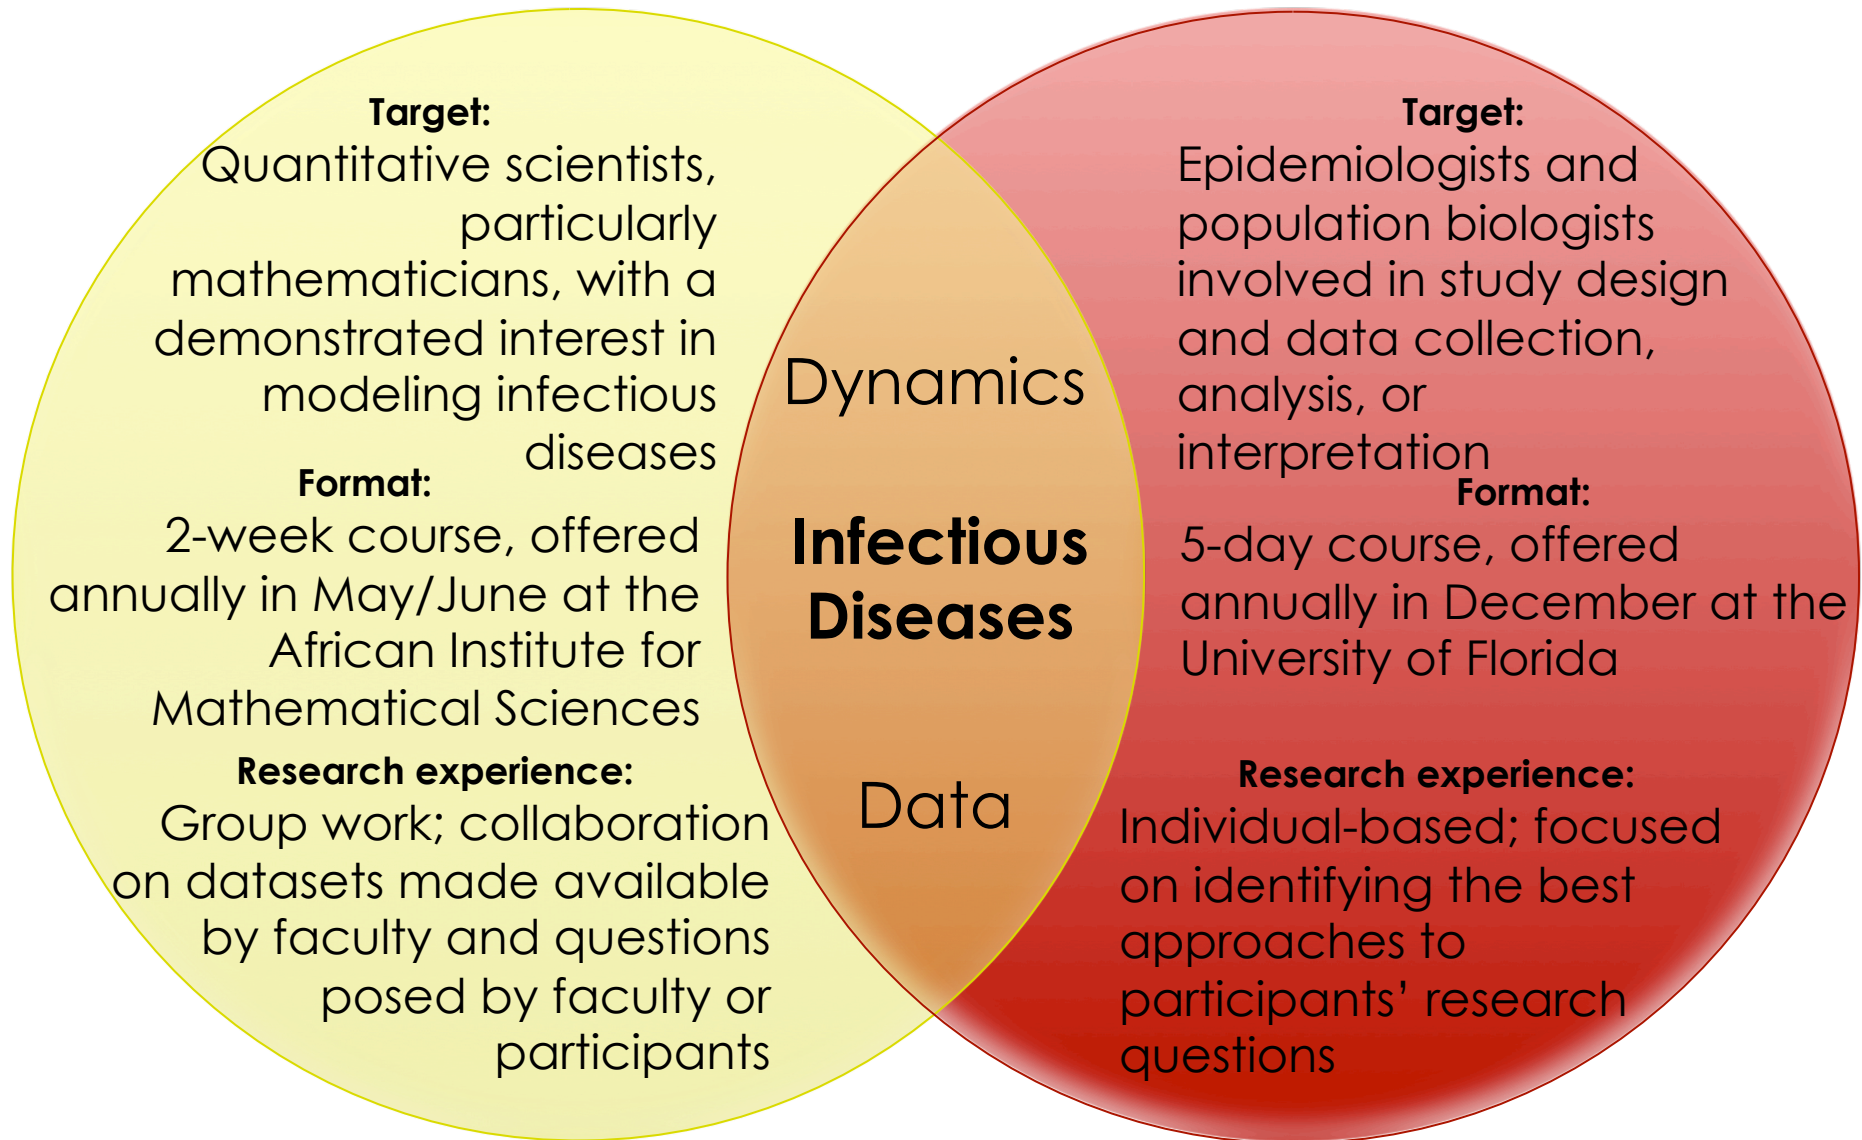 Target:
Quantitative scientists,
particularly
mathematicians, with a
demonstrated interest in
modeling infectious
diseases
Format:
2-week course, offered
annually in May/June at the
African Institute for
Mathematical Sciences
Research experience:
Group work; collaboration
on datasets made available
by faculty and questions
posed by faculty or
participants
Dynamics
Infectious
Diseases
Data
Target:
Epidemiologists and
population biologists
involved in study design
and data collection,
analysis, or
interpretation
Format:
5-day course, offered
annually in December at the
University of Florida
Research experience:
Individual-based; focused
on identifying the best
approaches to
participants’ research
questions